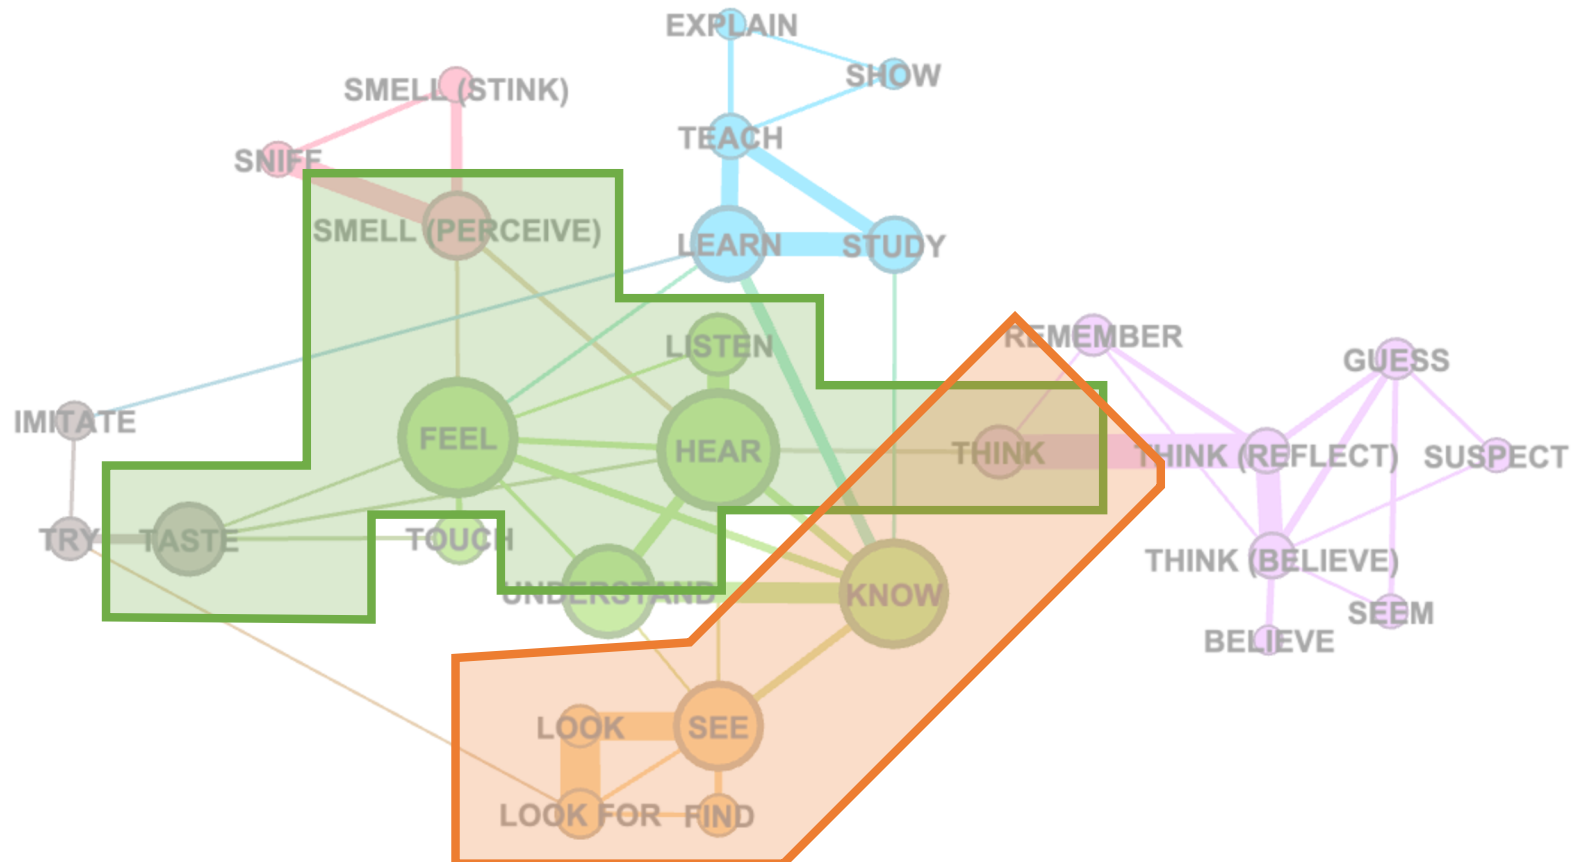 EXPLAIN
SHOW
SMELL (STINK)
TEACH
SNIFF
SMELL (PERCEIVE)
LEARN
STUDY
REMEMBER
LISTEN
GUESS
IMITATE
FEEL
HEAR
THINK
THINK (REFLECT)
SUSPECT
TRY
TASTE
TOUCH
THINK (BELIEVE)
UNDERSTAND
KNOW
SEEM
BELIEVE
LOOK
SEE
LOOK FOR
FIND